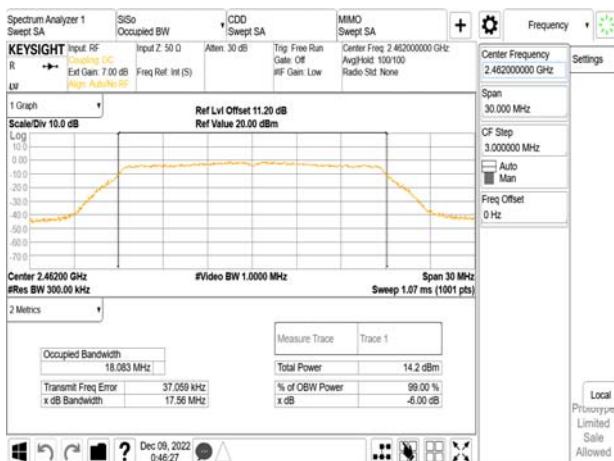 Spectrum Analyzer 1
Swept SA
SiSo
Occupied BW
CDD
Swept SA
MIMO
Swept SA
Frequency
KEYSIGHT
R
Input: RF
Coupling: DC
Ext Gain: 7.00 dB
Align: Auto/No RF
Input Z: 50 Ω
Freq Ref: Int (S)
Atten: 30 dB
Trig: Free Run
Gate: Off
#IF Gain: Low
Center Freq: 2.462000000 GHz
Avg|Hold: 100/100
Radio Std: None
Center Frequency
2.462000000 GHz
Settings
Span
30.000 MHz
CF Step
3.000000 MHz
Auto
Man
Freq Offset
0 Hz
1 Graph
Scale/Div 10.0 dB
Ref Lvl Offset 11.20 dB
Ref Value 20.00 dBm
Log
10.0
0.00
-10.0
-20.0
-30.0
-40.0
-50.0
-60.0
-70.0
Center 2.46200 GHz
#Res BW 300.00 kHz
#Video BW 1.0000 MHz
Span 30 MHz
Sweep 1.07 ms (1001 pts)
2 Metrics
Measure Trace
Trace 1
Occupied Bandwidth
18.083 MHz
Total Power
14.2 dBm
Transmit Freq Error
37.059 kHz
% of OBW Power
99.00 %
x dB Bandwidth
17.56 MHz
x dB
-6.00 dB
Local
Prototype
Limited
Sale
Allowed
?
Dec 09, 2022
0:46:27